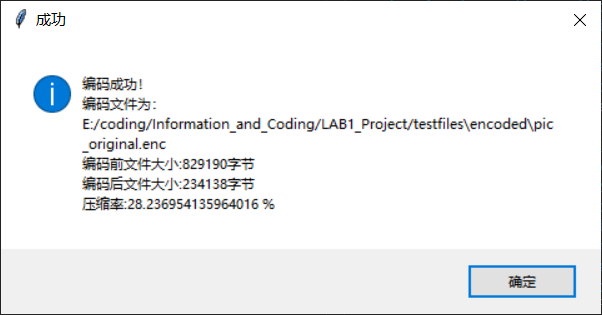 成功
编码成功！
编码文件为：
E:/coding/Information_and_Coding/LAB1_Project/testfiles\encoded\pic
_original.enc
编码前文件大小:829190字节
编码后文件大小:234138字节
压缩率:28.236954135964016 %
确定